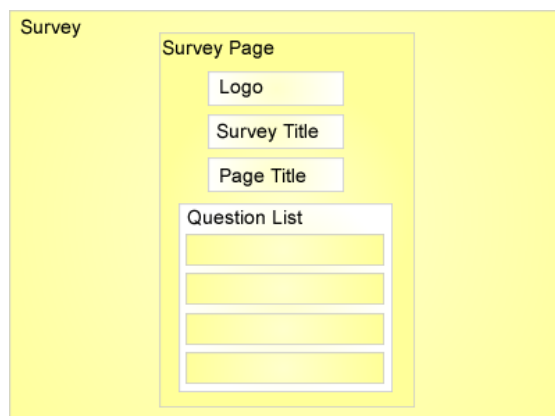 Survey
Survey Page
Logo
Survey Title
Page Title
Question List